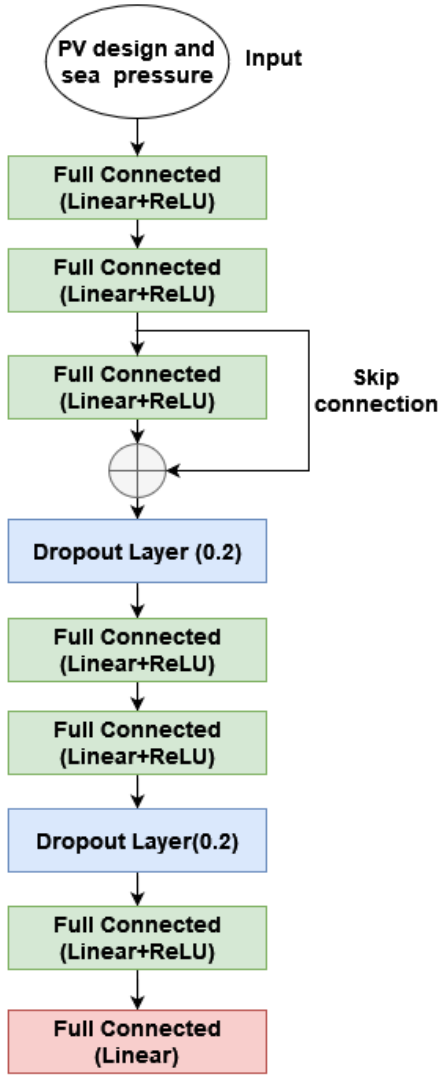 PV design and
sea pressure
Input
Full Connected
(Linear+ReLU)
Full Connected
(Linear+ReLU)
Full Connected
(Linear+ReLU)
Skip
connection
Dropout Layer (0.2)
Full Connected
(Linear+ReLU)
Full Connected
(Linear+ReLU)
Dropout Layer(0.2)
Full Connected
(Linear+ReLU)
Full Connected
(Linear)